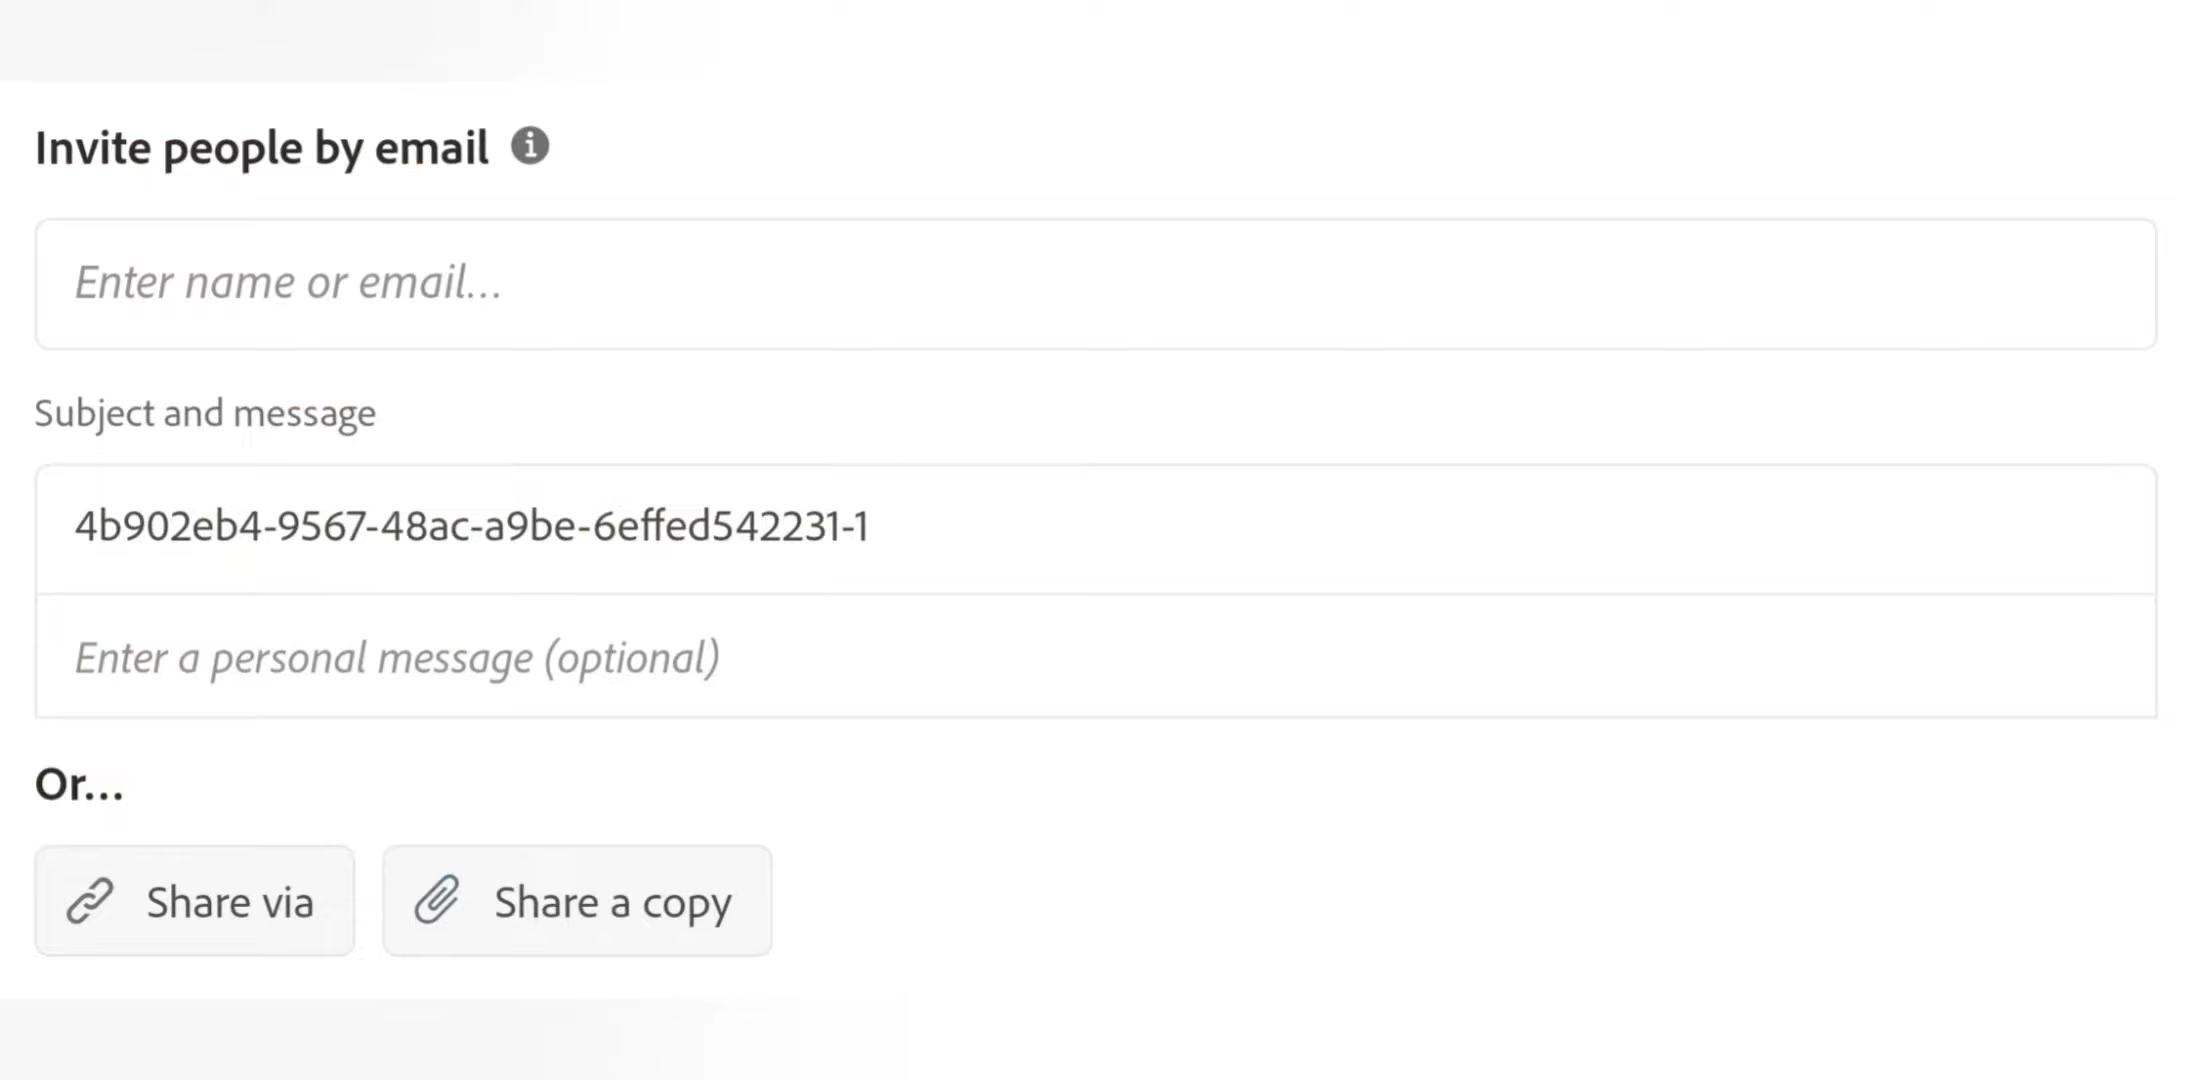 Invite people by email
Enter name or email...
Subject and message
4b902eb4-9567-48ac-a9be-6effed542231-1
Enter a personal message (optional)
Or...
Share via
Share a copy